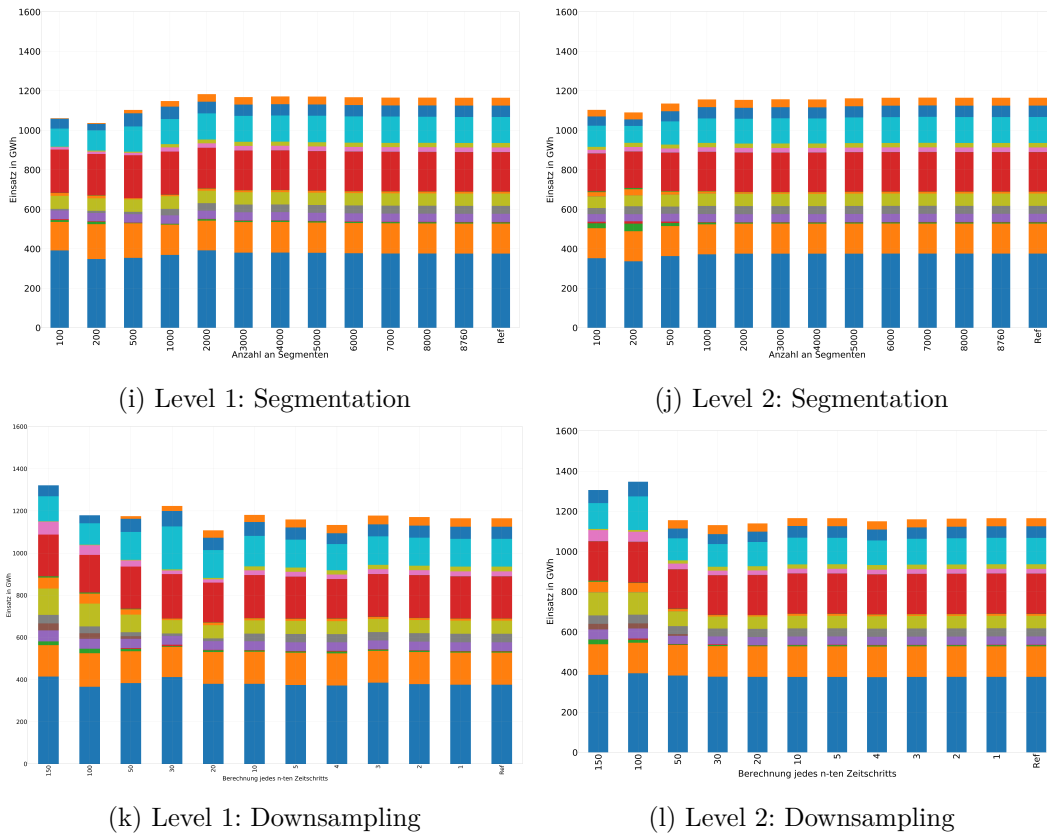 1600
1400
1200
1000
800
600
400
200
0
Einsatz in GWh
100 200 500 1000 2000 3000 4000 5000 6000 7000 8000 8760 Ref
Anzahl an Segmenten
(i) Level 1: Segmentation
1600
1400
1200
1000
800
600
400
200
0
Einsatz in GWh
100 200 500 1000 2000 3000 4000 5000 6000 7000 8000 8760 Ref
Anzahl an Segmenten
(j) Level 2: Segmentation
1600
1400
1200
1000
800
600
400
200
0
Einsatz in GWh
150 100 50 30 20 10 5 4 3 2 1 Ref
Berechnung jedes n-ten Zeitschritts
(k) Level 1: Downsampling
1600
1400
1200
1000
800
600
400
200
0
Einsatz in GWh
150 100 50 30 20 10 5 4 3 2 1 Ref
Berechnung jedes n-ten Zeitschritts
(l) Level 2: Downsampling